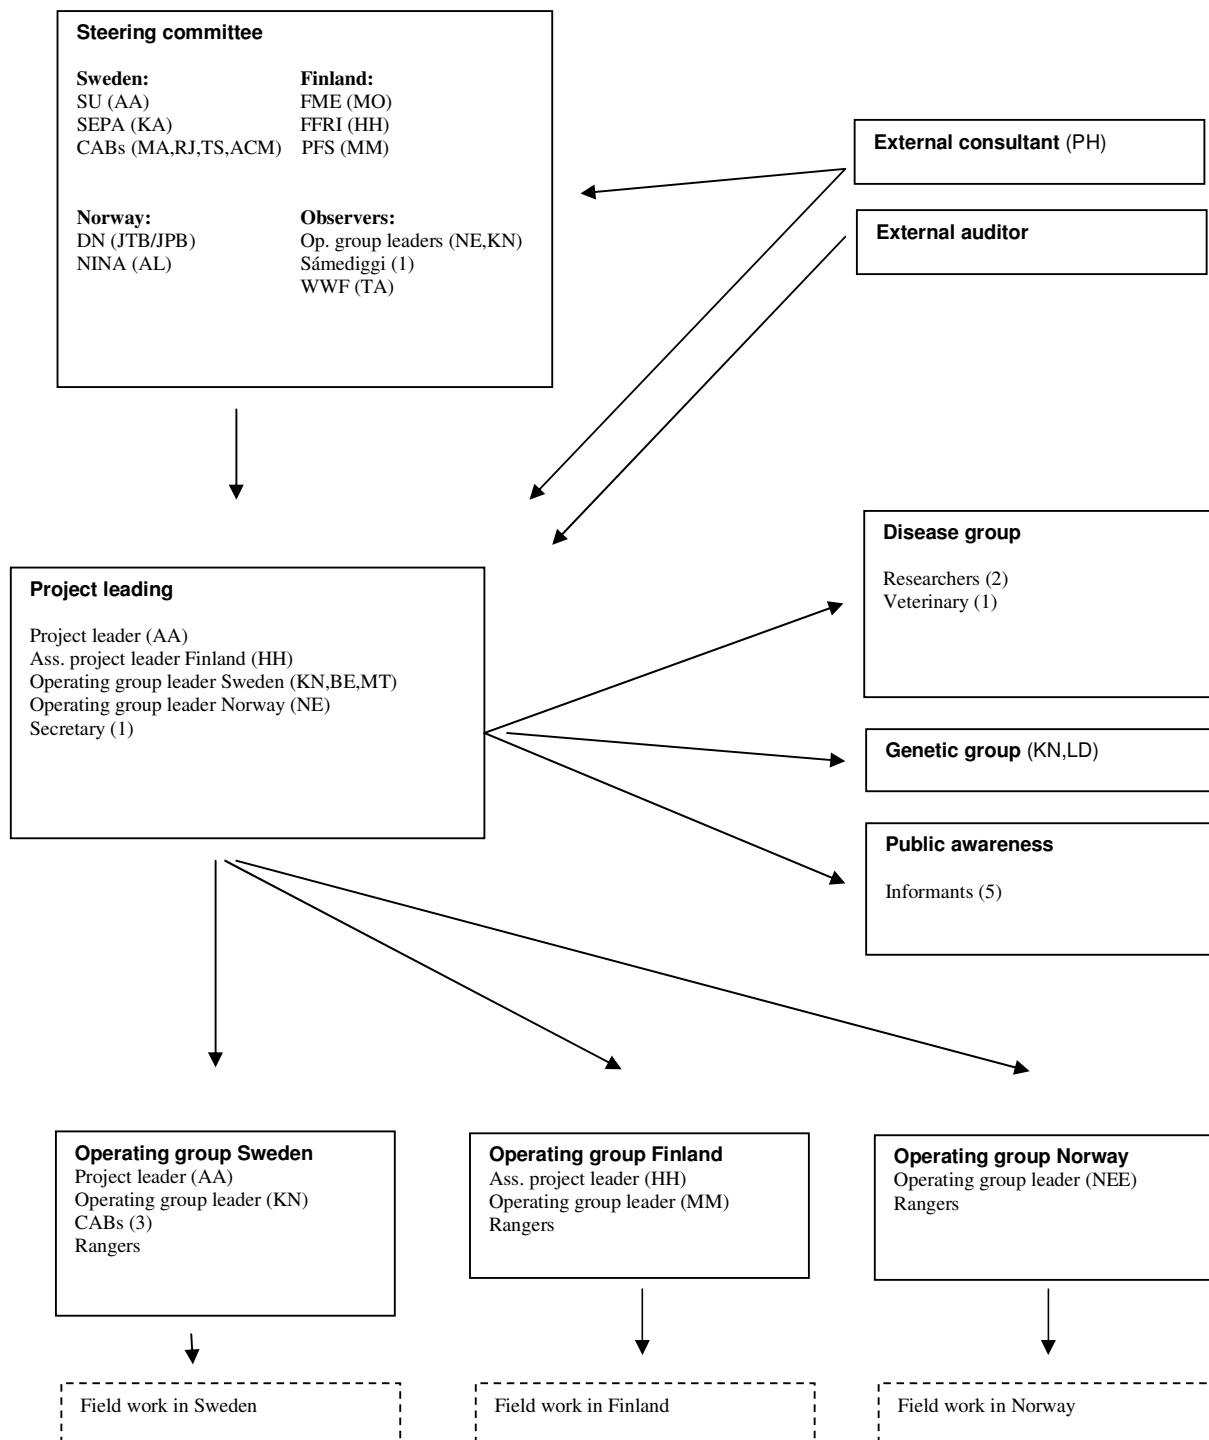 Steering committee
Sweden: Finland:
SU (AA) FME (MO)
SEPA (KA) FFRI (HH)
CABs (MA,RJ,TS,ACM) PFS (MM)
Norway: Observers:
DN (JTB/JPB) Op. group leaders (NE,KN)
NINA (AL) Sámediggi (1)
WWF (TA)
External consultant (PH)
External auditor
Project leading
Project leader (AA)
Ass. project leader Finland (HH)
Operating group leader Sweden (KN,BE,MT)
Operating group leader Norway (NE)
Secretary (1)
Disease group
Researchers (2)
Veterinary (1)
Genetic group (KN,LD)
Public awareness
Informants (5)
Operating group Sweden
Project leader (AA)
Operating group leader (KN)
CABs (3)
Rangers
Operating group Finland
Ass. project leader (HH)
Operating group leader (MM)
Rangers
Operating group Norway
Operating group leader (NEE)
Rangers
Field work in Sweden
Field work in Finland
Field work in Norway